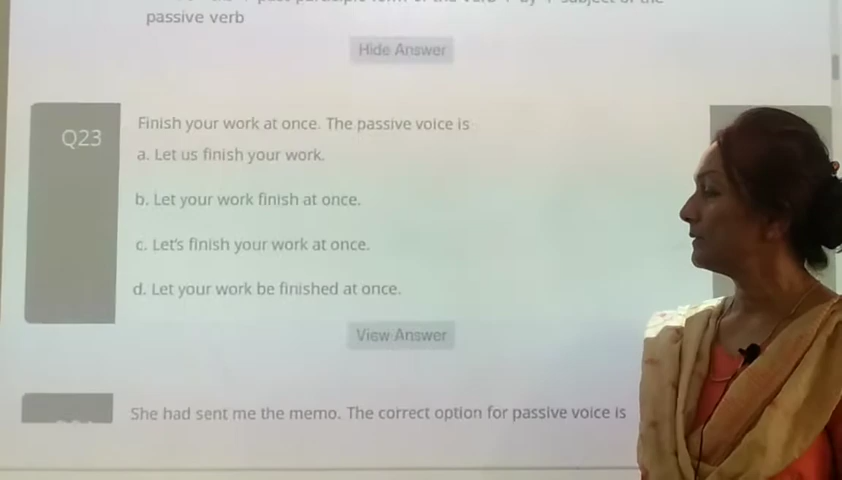 passive verb
Hide Answer
Q23
Finish your work at once. The passive voice is
a. Let us finish your work.
b. Let your work finish at once.
c. Let's finish your work at once.
d. Let your work be finished at once.
View Answer
She had sent me the memo. The correct option for passive voice is